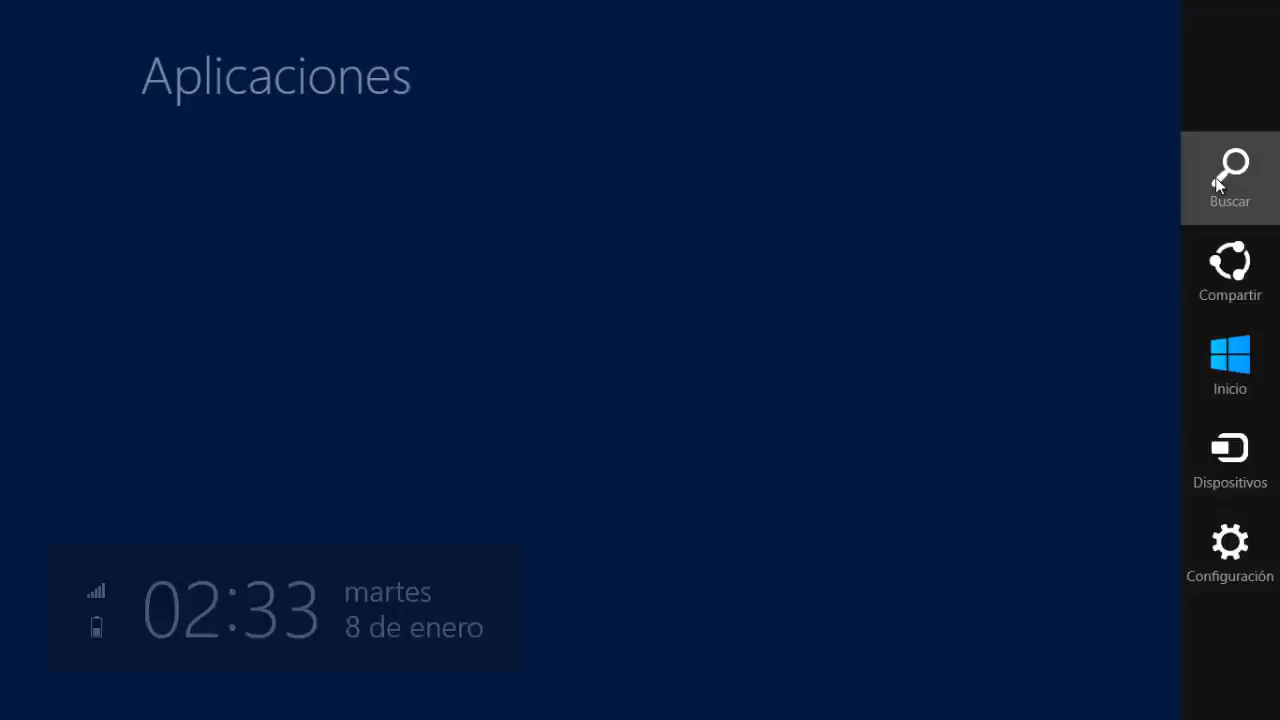 Aplicaciones
Buscar
Compartir
Inicio
Dispositivos
Configuración
02:33
martes
8 de enero